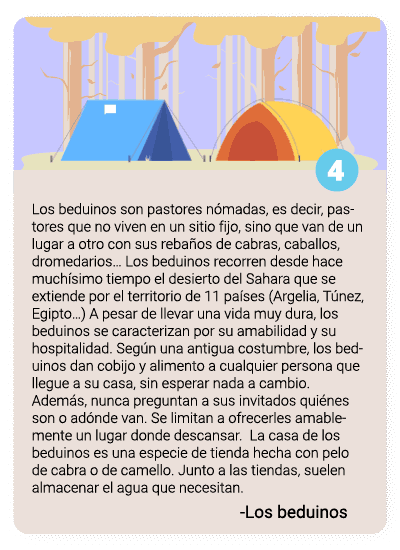 4
Los beduinos son pastores nómadas, es decir, pas-
tores que no viven en un sitio fijo, sino que van de un
lugar a otro con sus rebaños de cabras, caballos,
dromedarios... Los beduinos recorren desde hace
muchísimo tiempo el desierto del Sahara que se
extiende por el territorio de 11 países (Argelia, Túnez,
Egipto...) A pesar de llevar una vida muy dura, los
beduinos se caracterizan por su amabilidad y su
hospitalidad. Según una antigua costumbre, los bed-
uinos dan cobijo y alimento a cualquier persona que
llegue a su casa, sin esperar nada a cambio.
Además, nunca preguntan a sus invitados quiénes
son o adónde van. Se limitan a ofrecerles amable-
mente un lugar donde descansar. La casa de los
beduinos es una especie de tienda hecha con pelo
de cabra o de camello. Junto a las tiendas, suelen
almacenar el agua que necesitan.
-Los beduinos